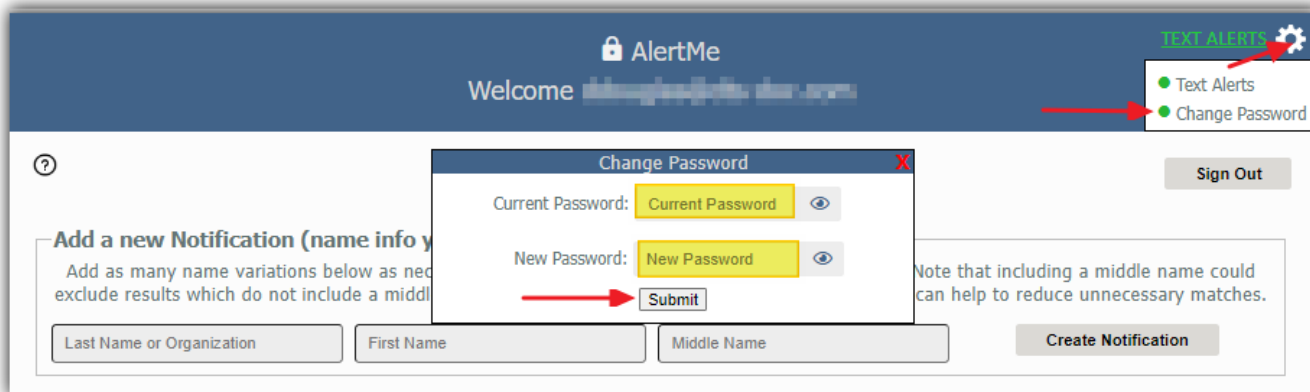 TEXT ALERTS
AlertMe
Welcome
Text Alerts
Change Password
Sign Out
Change Password
X
Current Password: Current Password
New Password: New Password
Submit
Add a new Notification (name info y
Add as many name variations below as nec
Note that including a middle name could
exclude results which do not include a middl
can help to reduce unnecessary matches.
Last Name or Organization
First Name
Middle Name
Create Notification